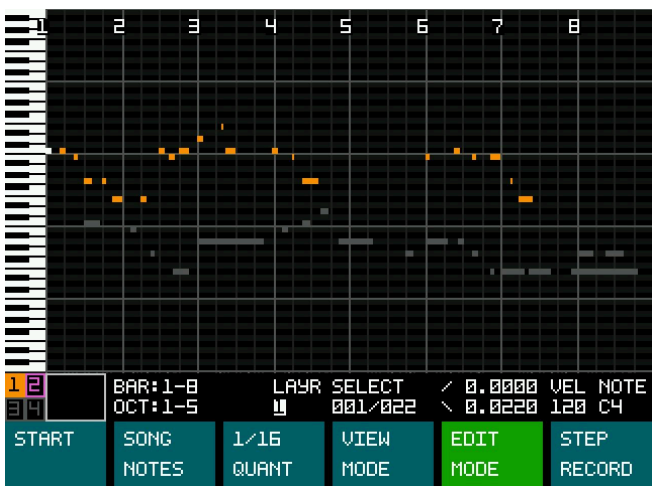 1 2 3 4 5 6 7 8
1 2 BAR:1-8 LAYR SELECT / 0.0000 VEL NOTE
3 4 OCT:1-5 1 001/022 \ 0.0220 120 C4
START SONG 1/16 VIEW EDIT STEP
NOTES QUANT MODE MODE RECORD